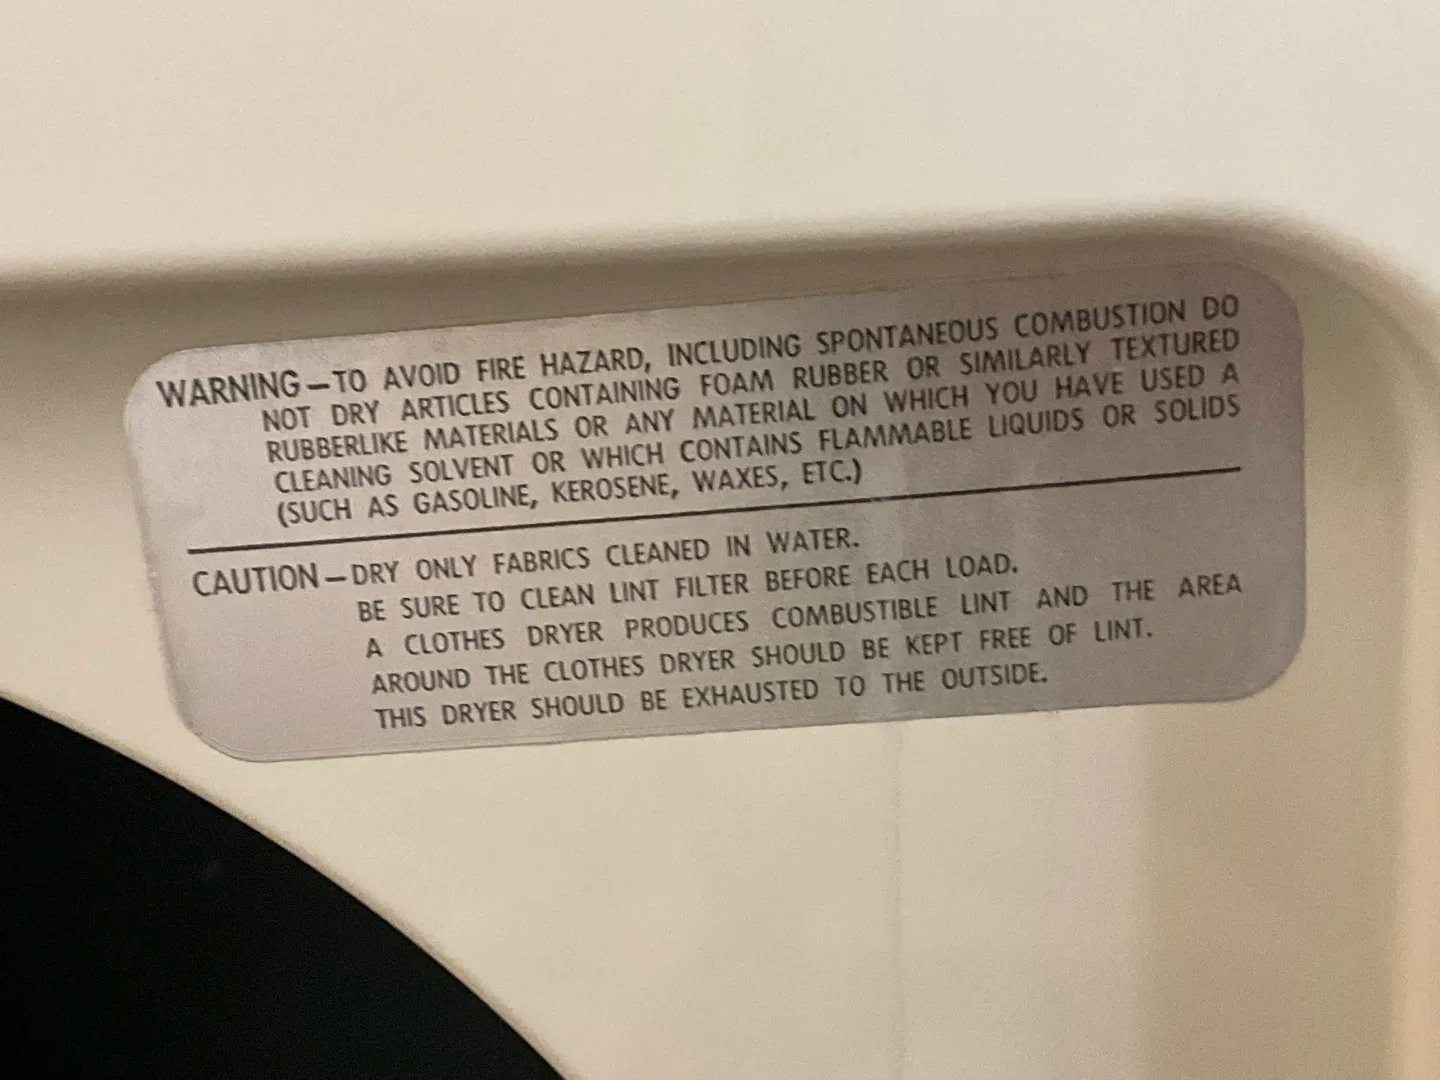 WARNING – TO AVOID FIRE HAZARD, INCLUDING SPONTANEOUS COMBUSTION DO
NOT DRY ARTICLES CONTAINING FOAM RUBBER OR SIMILARLY TEXTURED
RUBBERLIKE MATERIALS OR ANY MATERIAL ON WHICH YOU HAVE USED A
CLEANING SOLVENT OR WHICH CONTAINS FLAMMABLE LIQUIDS OR SOLIDS
(SUCH AS GASOLINE, KEROSENE, WAXES, ETC.)
CAUTION – DRY ONLY FABRICS CLEANED IN WATER.
BE SURE TO CLEAN LINT FILTER BEFORE EACH LOAD.
A CLOTHES DRYER PRODUCES COMBUSTIBLE LINT AND THE AREA
AROUND THE CLOTHES DRYER SHOULD BE KEPT FREE OF LINT.
THIS DRYER SHOULD BE EXHAUSTED TO THE OUTSIDE.